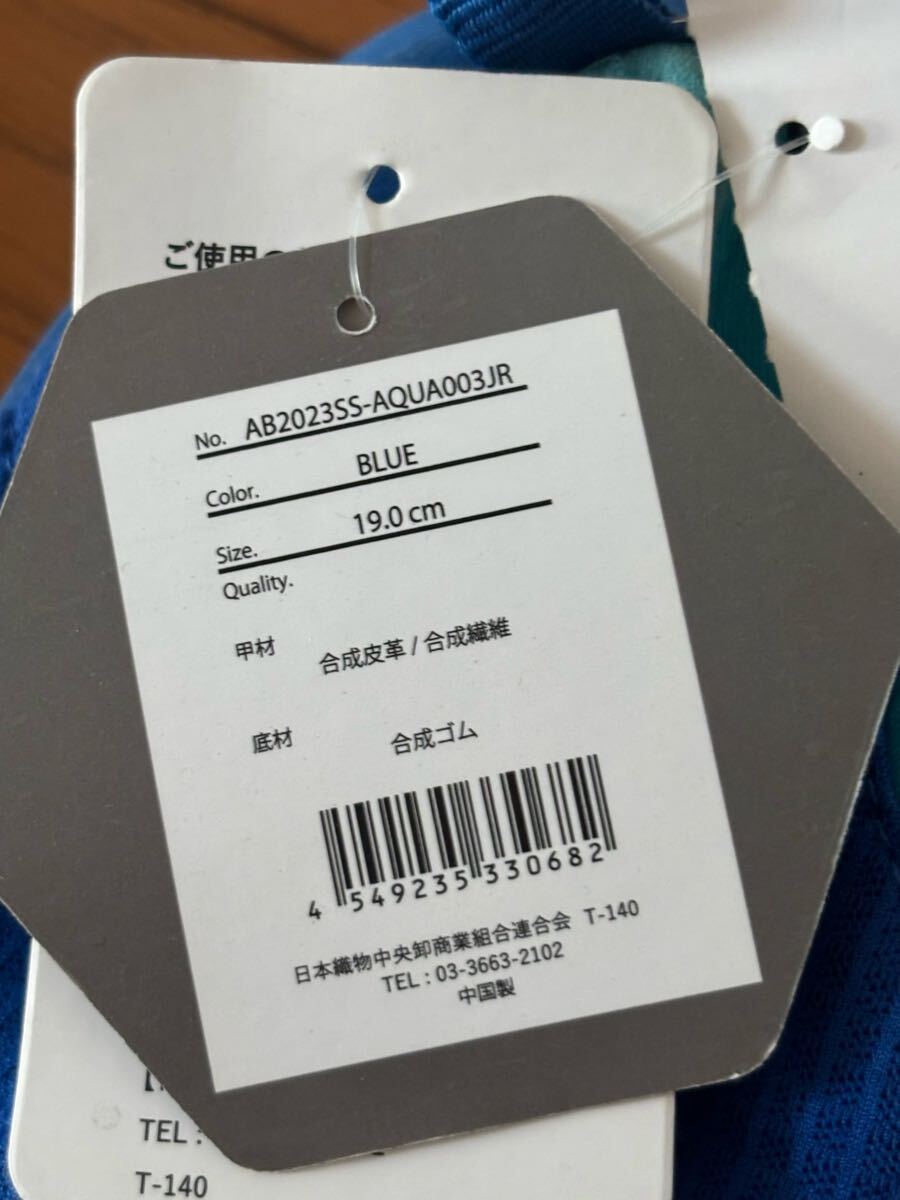 ご使用の
No. AB2023SS-AQUA003JR
Color. BLUE
Size. 19.0 cm
Quality.
甲材 合成皮革 / 合成繊維
底材 合成ゴム
4 549235 330682
日本織物中央卸商業組合連合会 T-140
TEL : 03-3663-2102
中国製
TEL :
T-140